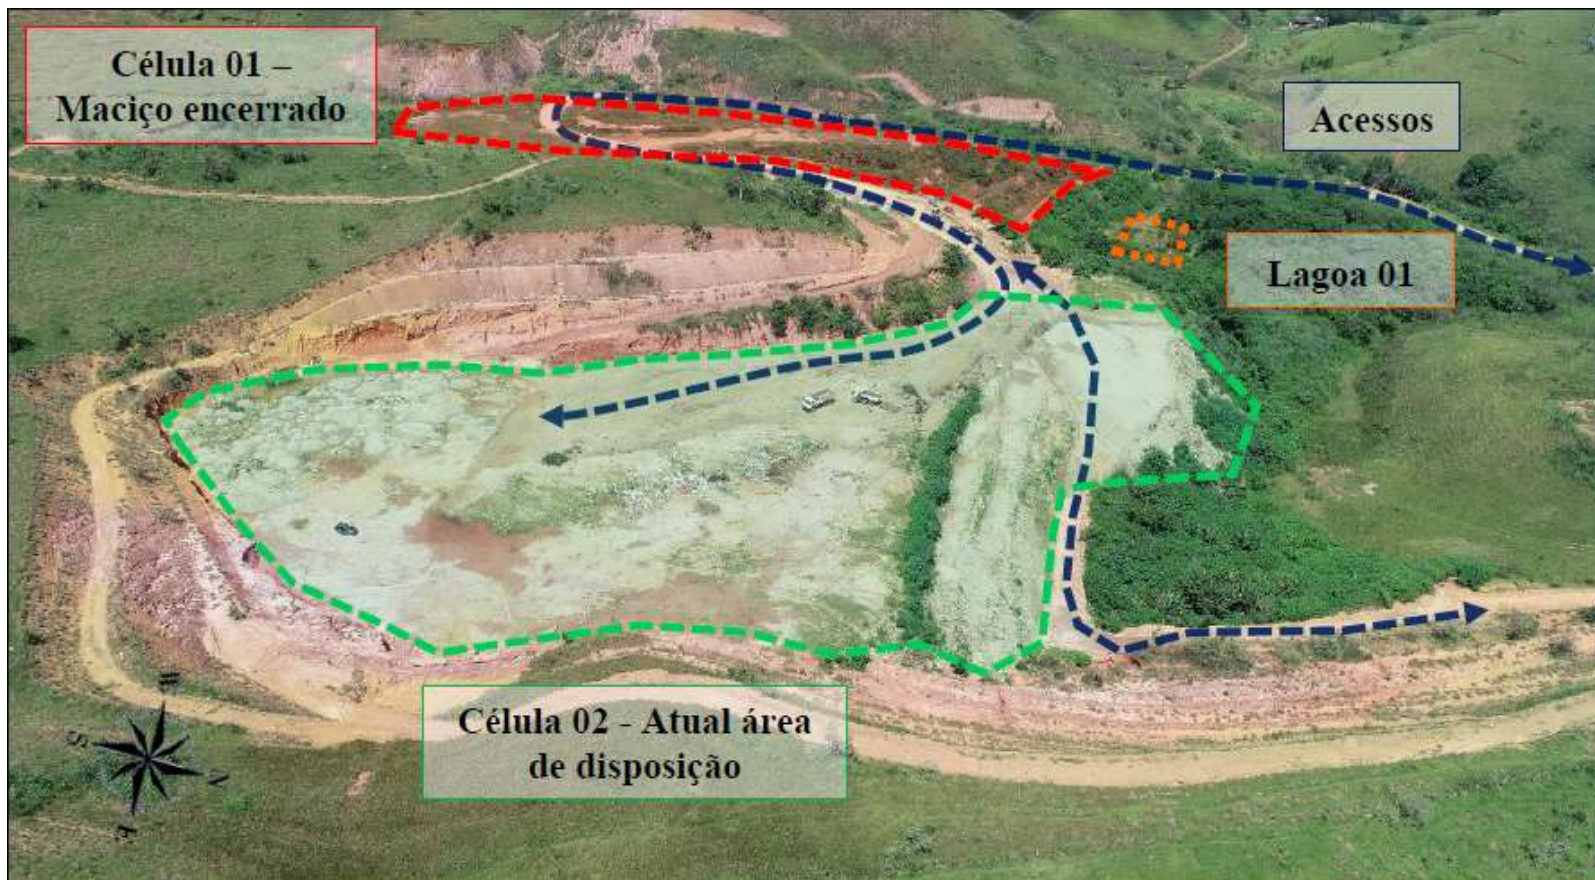 Célula 01 –
Maciço encerrado
Acessos
Lagoa 01
Célula 02 - Atual área
de disposição
S
N